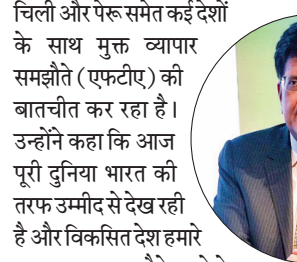 चिली और पेरू समेत कई देशों
के साथ मुक्त व्यापार
समझौते (एफटीए) की
बातचीत कर रहा है।
उन्होंने कहा कि आज
पूरी दुनिया भारत की
तरफ उम्मीद से देख रही
है और विकसित देश हमारे